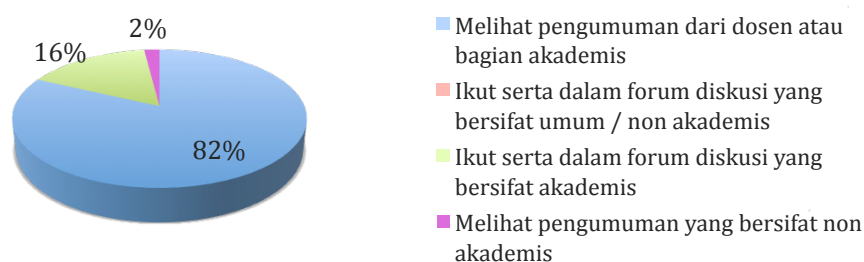 2%
16%
82%
Melihat pengumuman dari dosen atau
bagian akademis
Ikut serta dalam forum diskusi yang
bersifat umum / non akademis
Ikut serta dalam forum diskusi yang
bersifat akademis
Melihat pengumuman yang bersifat non
akademis